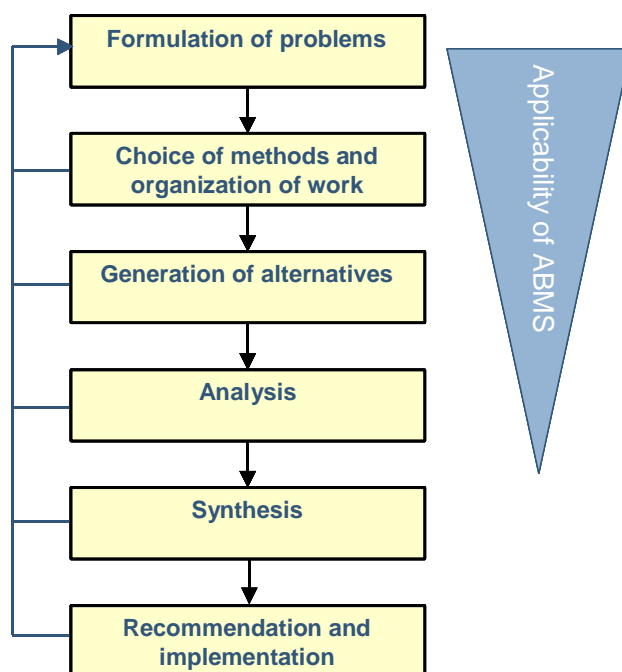 Formulation of problems
Choice of methods and
organization of work
Generation of alternatives
Analysis
Synthesis
Recommendation and
implementation
Applicability of ABMS